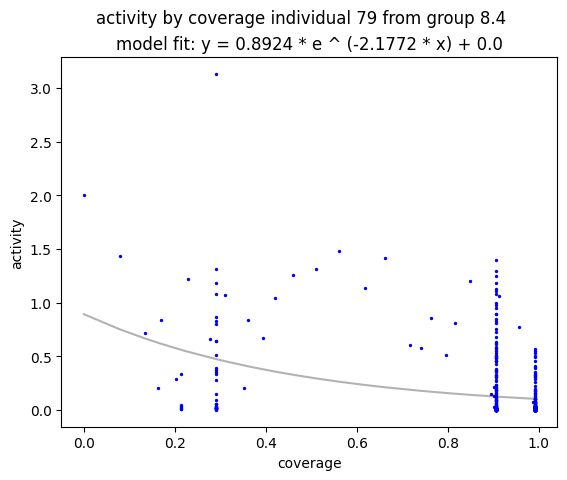 activity by coverage individual 79 from group 8.4
model fit: y = 0.8924 * e ^ (-2.1772 * x) + 0.0
3.0
2.5
2.0
1.5
1.0
0.5
0.0
activity
0.0 0.2 0.4 0.6 0.8 1.0
coverage